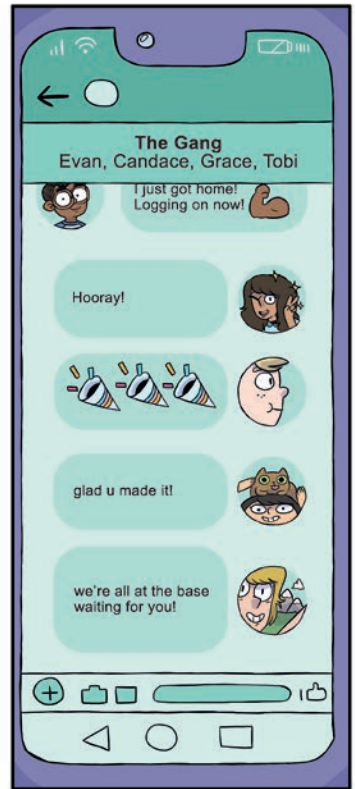 The Gang
Evan, Candace, Grace, Tobi
I just got home!
Logging on now!
Hooray!
glad u made it!
we're all at the base
waiting for you!